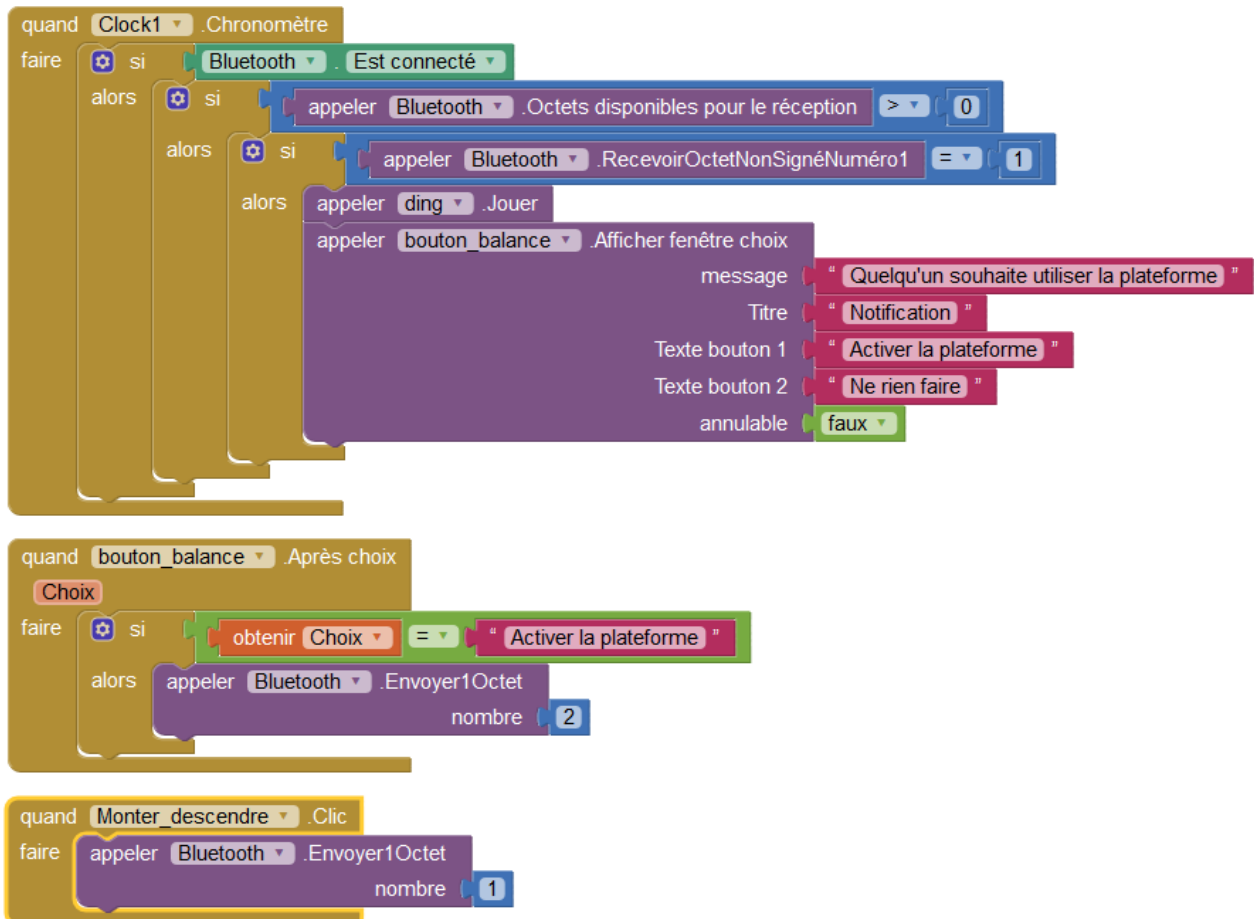 quand Clock1 .Chronomètre
faire si Bluetooth . Est connecté
alors si appeler Bluetooth .Octets disponibles pour le réception > 0
alors si appeler Bluetooth .RecevoirOctetNonSignéNuméro1 = 1
alors appeler ding .Jouer
appeler bouton_balance .Afficher fenêtre choix
message " Quelqu'un souhaite utiliser la plateforme "
Titre " Notification "
Texte bouton 1 " Activer la plateforme "
Texte bouton 2 " Ne rien faire "
annulable faux
quand bouton_balance .Après choix
Choix
faire si obtenir Choix = " Activer la plateforme "
alors appeler Bluetooth .Envoyer1Octet
nombre 2
quand Monter_descendre .Clic
faire appeler Bluetooth .Envoyer1Octet
nombre 1